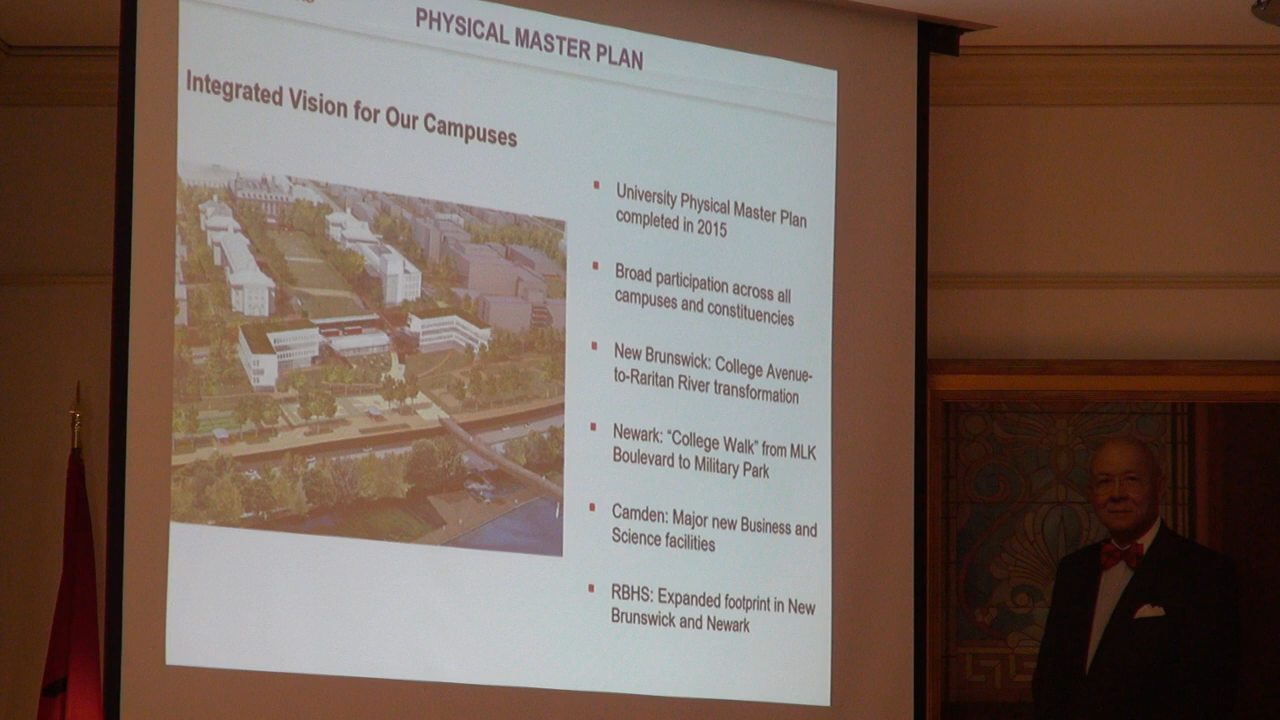 PHYSICAL MASTER PLAN
Integrated Vision for Our Campuses
University Physical Master Plan
completed in 2015
Broad participation across all
campuses and constituencies
New Brunswick: College Avenue-
to-Raritan River transformation
Newark: “College Walk” from MLK
Boulevard to Military Park
Camden: Major new Business and
Science facilities
RBHS: Expanded footprint in New
Brunswick and Newark